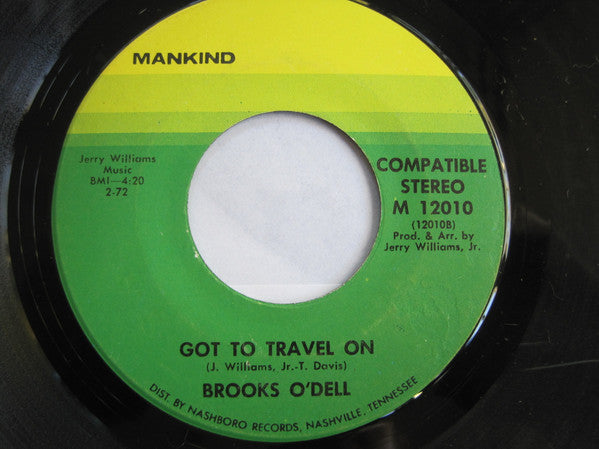 MANKIND
Jerry Williams
Music
BMI—4:20
2-72
COMPATIBLE
STEREO
M 12010
(12010B)
Prod. & Arr. by
Jerry Williams, Jr.
GOT TO TRAVEL ON
(J. Williams, Jr.-T. Davis)
BROOKS O'DELL
DIST. BY NASHBORO RECORDS, NASHVILLE, TENNESSEE